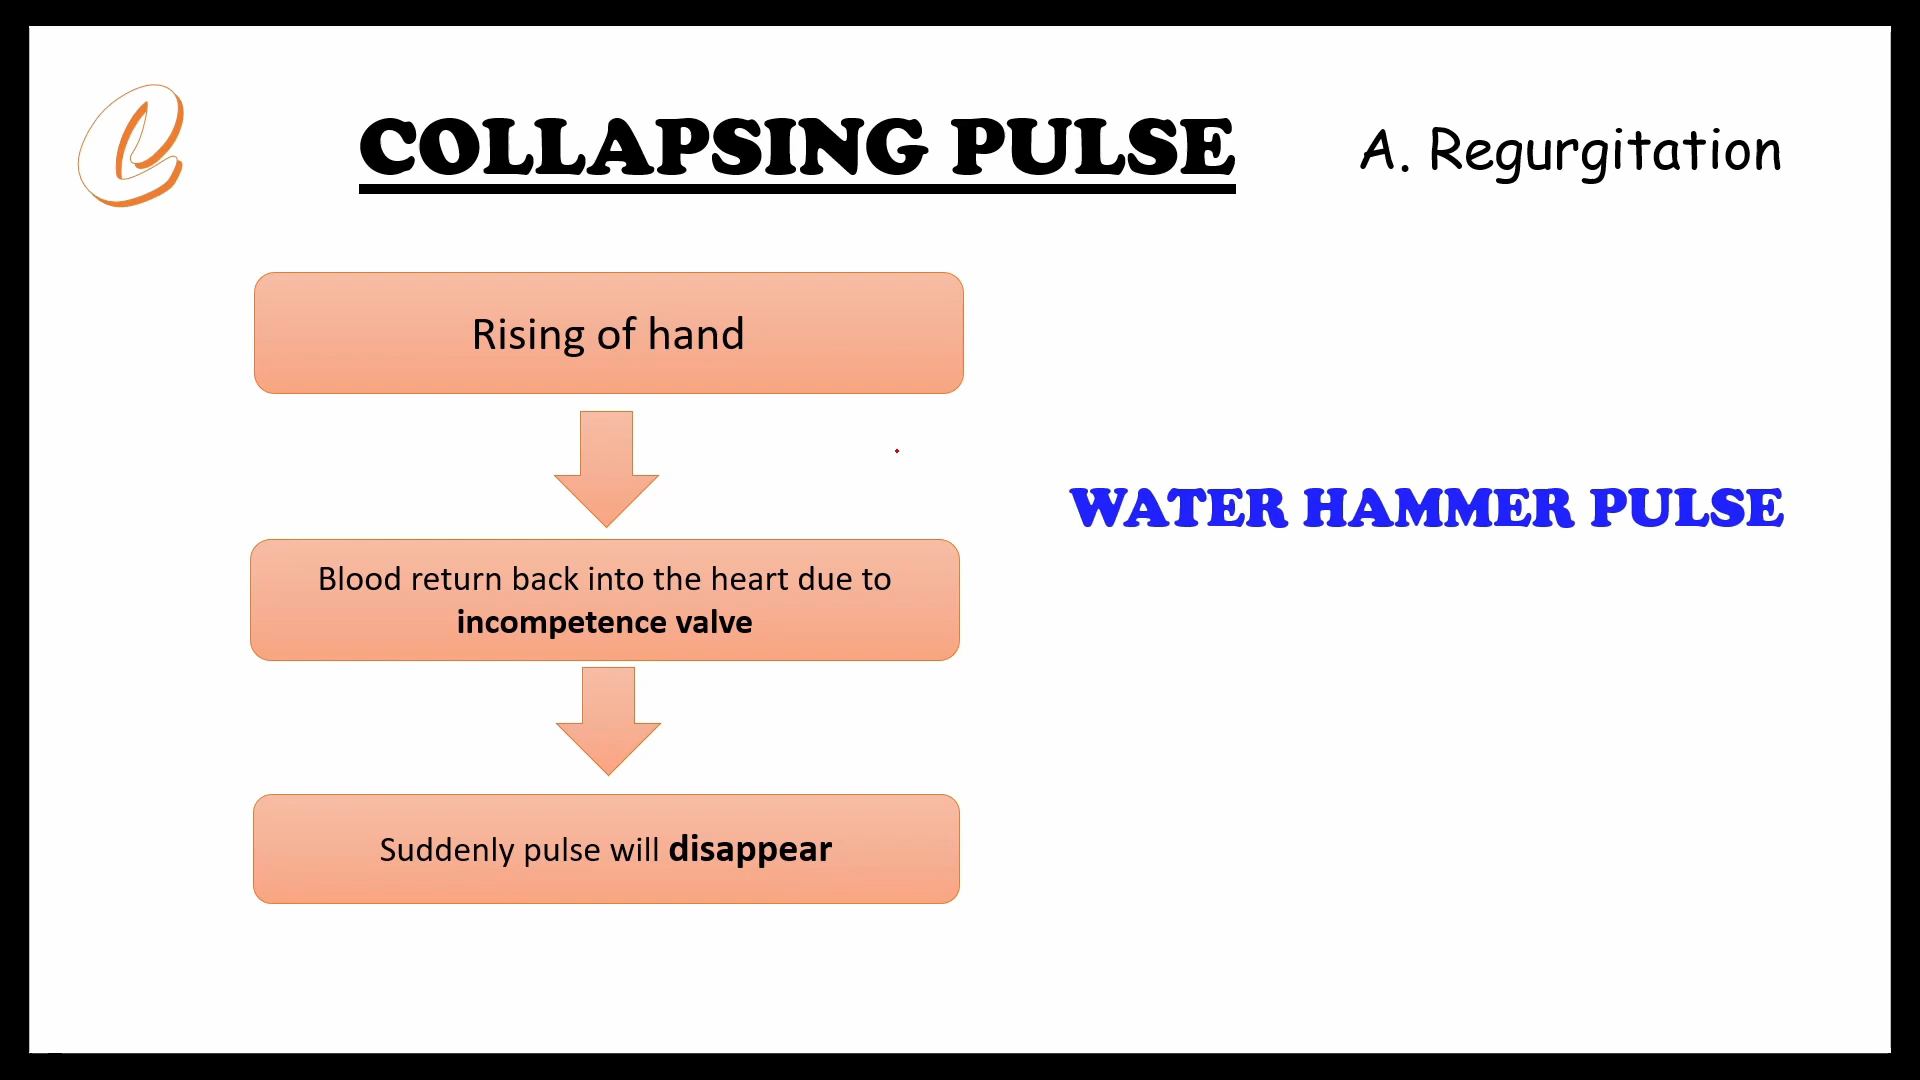 COLLAPSING PULSE
A. Regurgitation
Rising of hand
WATER HAMMER PULSE
Blood return back into the heart due to
incompetence valve
Suddenly pulse will disappear